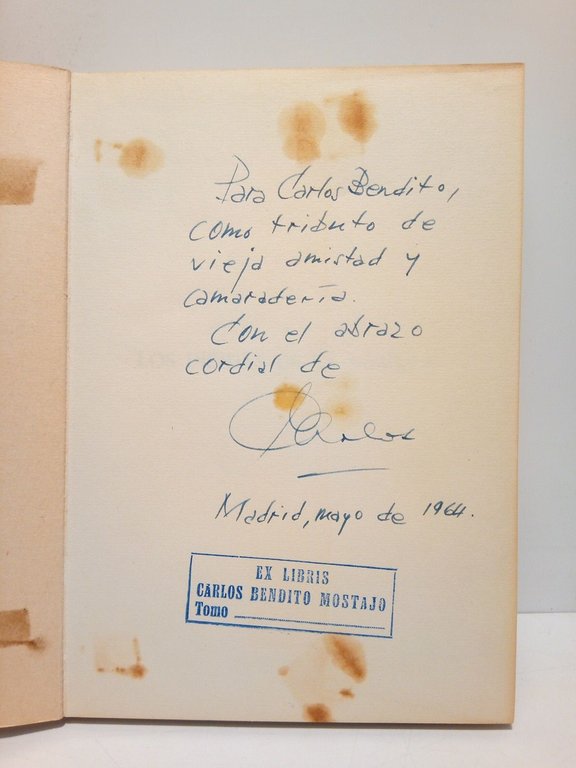 Para Carlos Bendito,
como tributo de
vieja amistad y
camaradería.
Con el abrazo
cordial de
Carlos
Madrid, mayo de 1964.
EX LIBRIS
CARLOS BENDITO MOSTAJO
Tomo